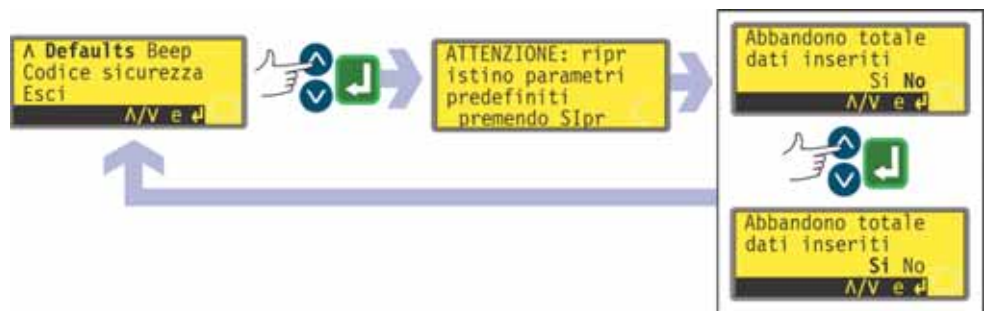 Λ Defaults Beep
Codice sicurezza
Esci
Λ/V e ↲
ATTENZIONE: ripr
istino parametri
predefiniti
premendo SIpr
Abbandono totale
dati inseriti
Si No
Λ/V e ↲
Abbandono totale
dati inseriti
Si No
Λ/V e ↲